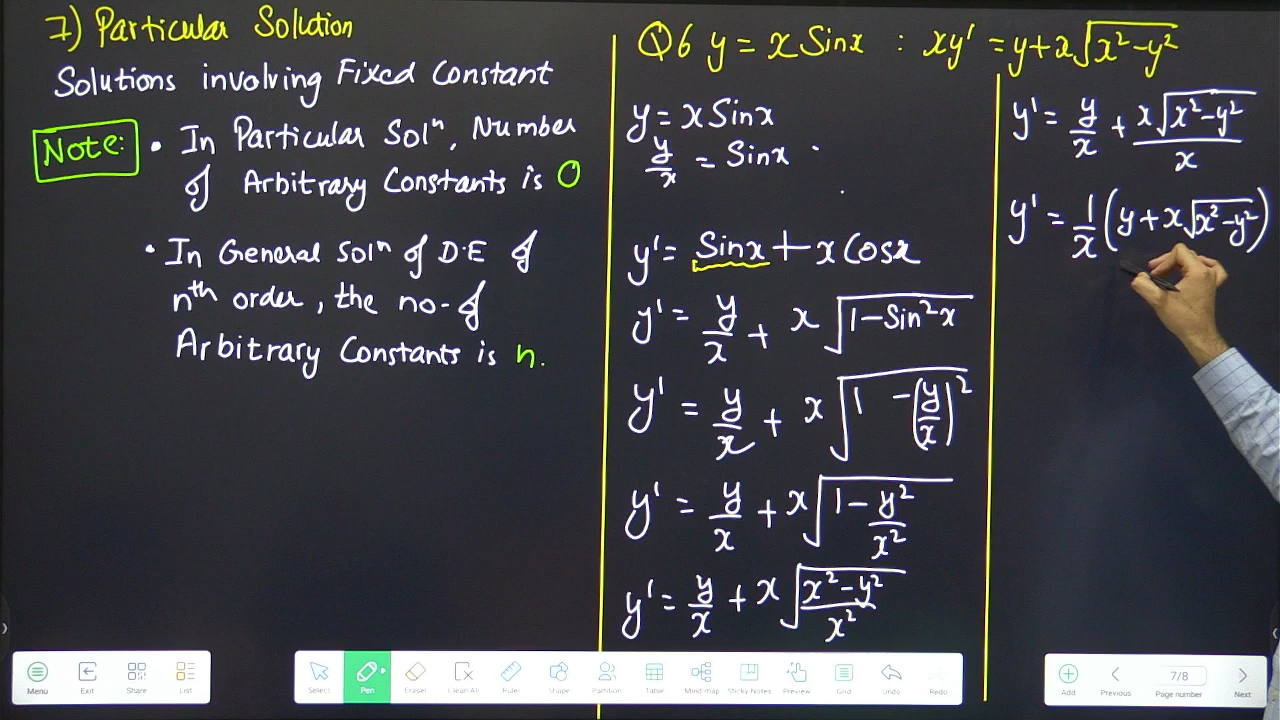 7) Particular Solution
Solutions involving Fixed Constant
Note: • In Particular Solⁿ, Number
of Arbitrary Constants is 0
• In General Solⁿ of D.E of
nᵗʰ order, the no. of
Arbitrary Constants is n.
Q6 y = x Sinx : xy' = y+x√(x²-y²)
y = x Sinx
y/x = Sinx
y' = Sinx + x Cosx
y' = y/x + x √(1-Sin²x)
y' = y/x + x √(1 - (y/x)²)
y' = y/x + x√(1 - y²/x²)
y' = y/x + x √((x²-y²)/x²)
y' = y/x + x√(x²-y²)/x
y' = 1/x (y + x√(x²-y²))
Menu
Exit
Share
List
Select
Pen
Eraser
Clean All
Ruler
Shape
Partition
Table
Mind map
Sticky Notes
Preview
Grid
Undo
Redo
Add
Previous
7/8
Page number
Next